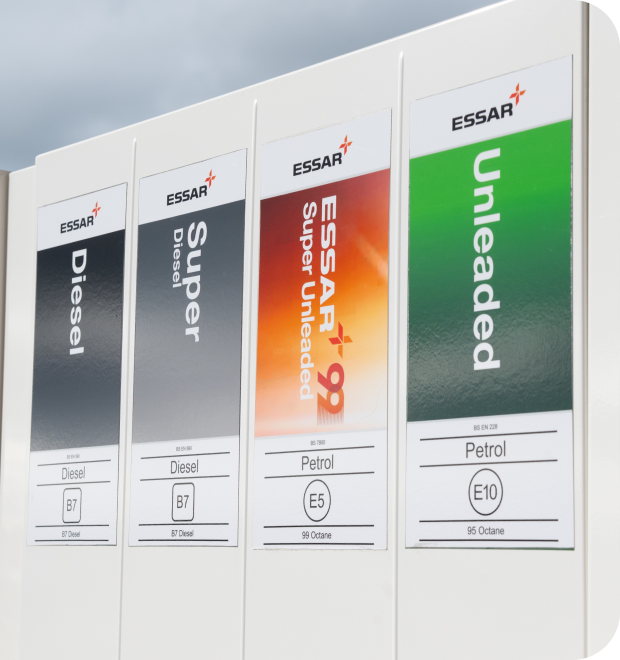 ESSAR
Diesel
Diesel
B7
B7 Diesel
ESSAR
Super
Diesel
Diesel
B7
B7 Diesel
ESSAR
ESSAR 99
Super Unleaded
BS 7800
Petrol
E5
99 Octane
ESSAR
Unleaded
BS EN 228
Petrol
E10
95 Octane